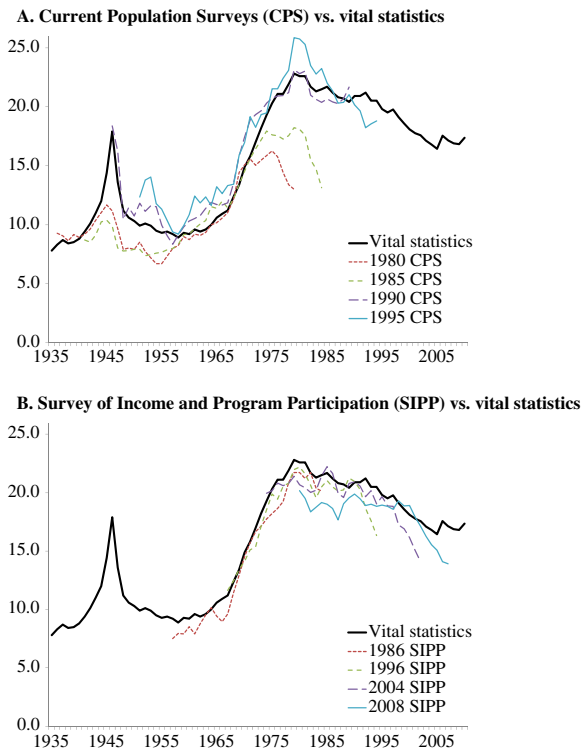 A. Current Population Surveys (CPS) vs. vital statistics
25.0
20.0
15.0
10.0
5.0
0.0
Vital statistics
1980 CPS
1985 CPS
1990 CPS
1995 CPS
1935 1945 1955 1965 1975 1985 1995 2005
B. Survey of Income and Program Participation (SIPP) vs. vital statistics
25.0
20.0
15.0
10.0
5.0
0.0
Vital statistics
1986 SIPP
1996 SIPP
2004 SIPP
2008 SIPP
1935 1945 1955 1965 1975 1985 1995 2005